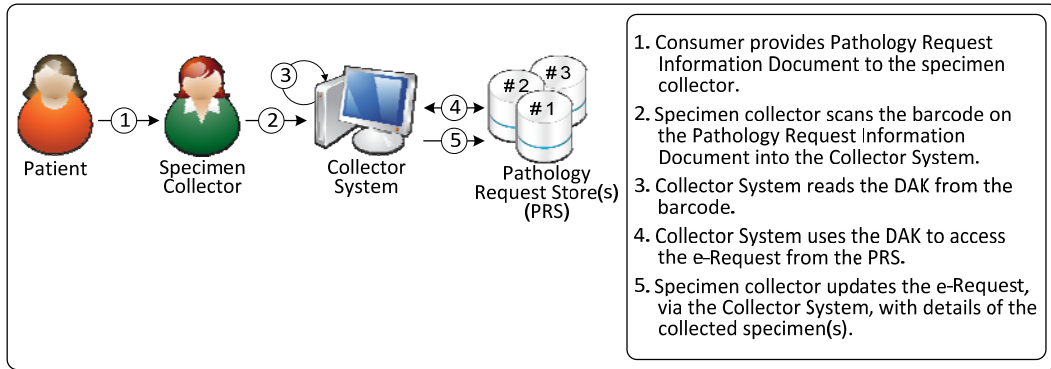 3
#2
#3
#1
1
2
4
5
Patient
Specimen
Collector
Collector
System
Pathology
Request Store(s)
(PRS)
1. Consumer provides Pathology Request
Information Document to the specimen
collector.
2. Specimen collector scans the barcode on
the Pathology Request Information
Document into the Collector System.
3. Collector System reads the DAK from the
barcode.
4. Collector System uses the DAK to access
the e-Request from the PRS.
5. Specimen collector updates the e-Request,
via the Collector System, with details of the
collected specimen(s).